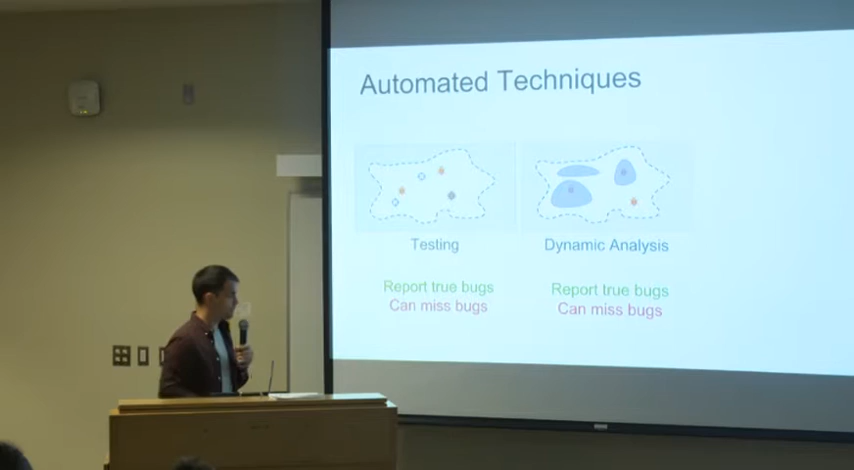 Automated Techniques
Testing
Dynamic Analysis
Report true bugs
Can miss bugs
Report true bugs
Can miss bugs